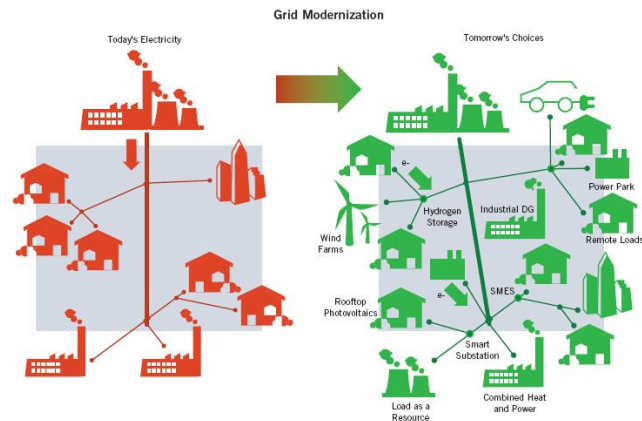 Grid Modernization
Today's Electricity
Tomorrow's Choices
e-
Power Park
Hydrogen
Storage
Industrial DG
Wind
Farms
Remote Loads
Rooftop
Photovoltaics
e-
SMES
Smart
Substation
Load as a
Resource
Combined Heat
and Power